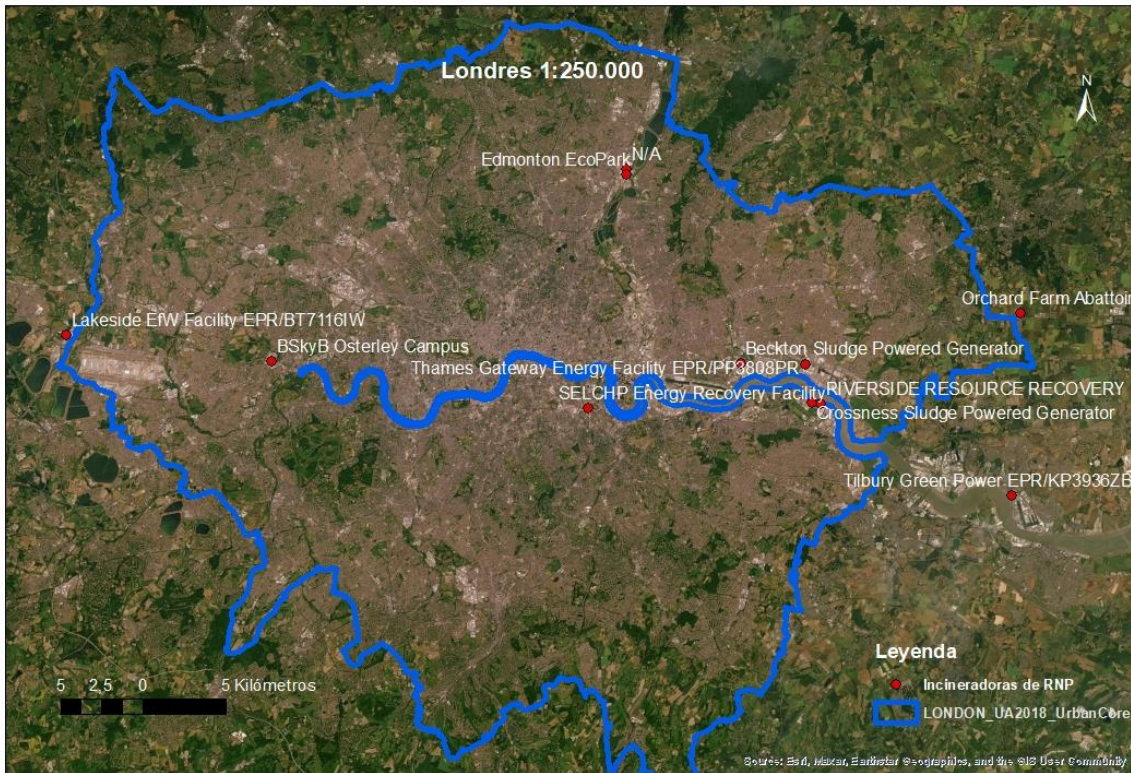 Londres 1:250.000
N
Edmonton EcoPark
N/A
Orchard Farm Abattoir
Lakeside EfW Facility EPR/BT7116IW
BSkyB Osterley Campus
Beckton Sludge Powered Generator
Thames Gateway Energy Facility EPR/PP3808PR
SELCHP Energy Recovery Facility
RIVERSIDE RESOURCE RECOVERY
Crossness Sludge Powered Generator
Tilbury Green Power EPR/KP3936ZB
Leyenda
Incineradoras de RNP
LONDON_UA2018_UrbanCore
5 2,5 0 5 Kilómetros
Source: Esri, Maxar, Earthstar Geographics, and the GIS User Community